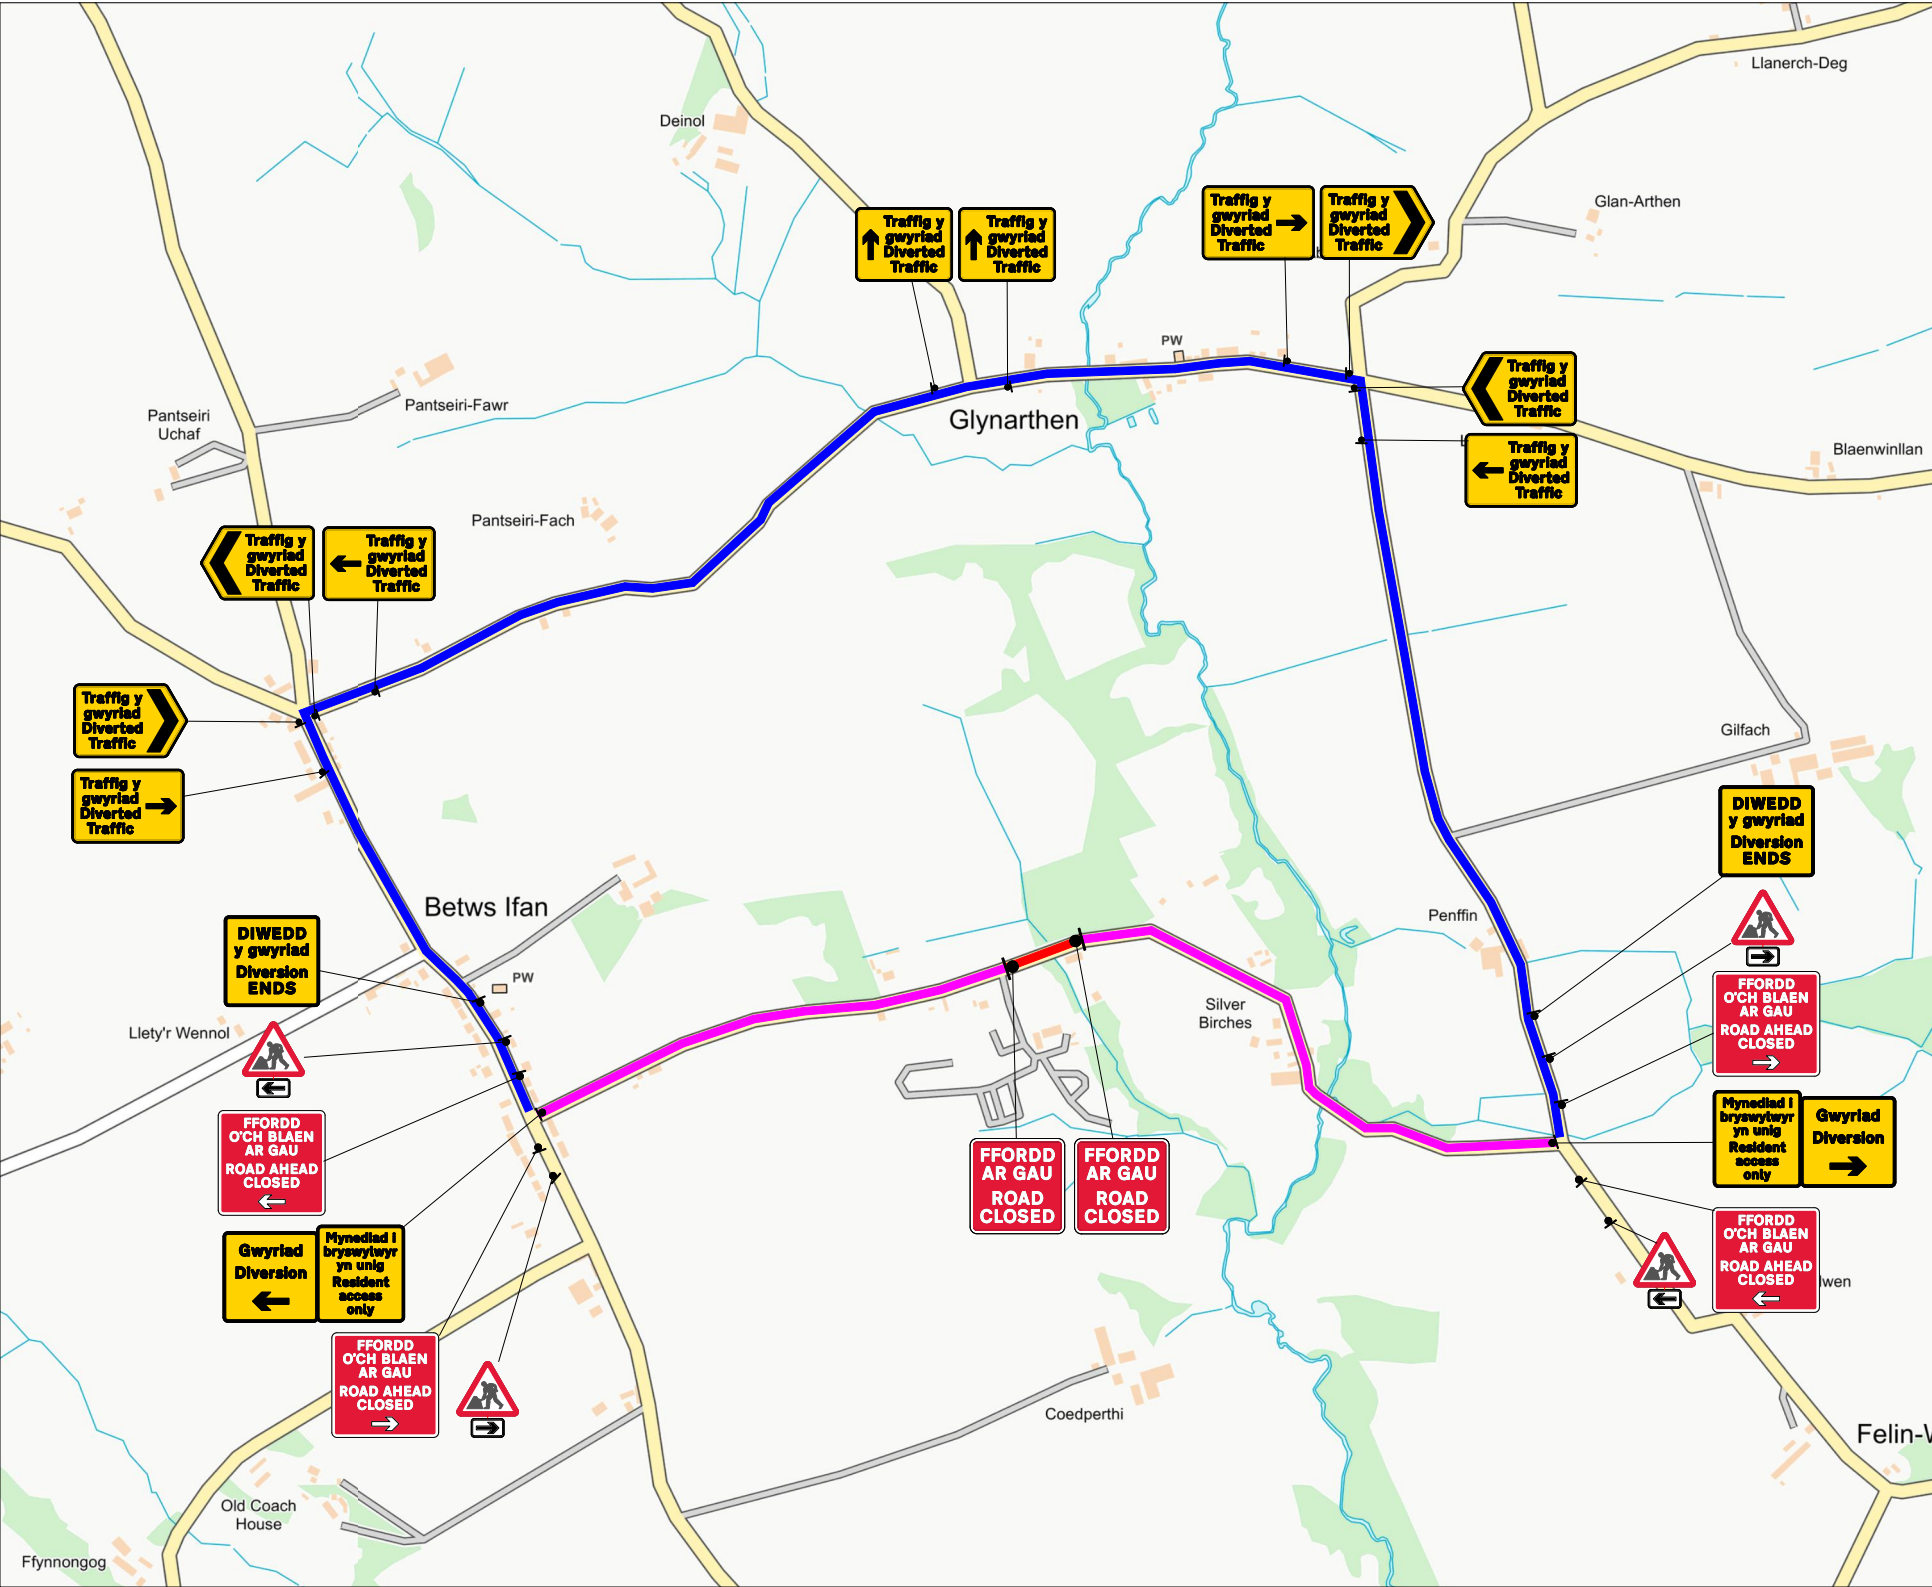 Llanerch-Deg
Deinol
Glan-Arthen
Traffig y
gwyriad
Diverted
Traffic
Traffig y
gwyriad
Diverted
Traffic
Traffig y
gwyriad
Diverted
Traffic
Traffig y
gwyriad
Diverted
Traffic
PW
Traffig y
gwyriad
Diverted
Traffic
Traffig y
gwyriad
Diverted
Traffic
Pantseiri
Uchaf
Pantseiri-Fawr
Glynarthen
Blaenwinllan
Pantseiri-Fach
Traffig y
gwyriad
Diverted
Traffic
Traffig y
gwyriad
Diverted
Traffic
Traffig y
gwyriad
Diverted
Traffic
Traffig y
gwyriad
Diverted
Traffic
Gilfach
DIWEDD
y gwyriad
Diversion
ENDS
Betws Ifan
Penffin
DIWEDD
y gwyriad
Diversion
ENDS
PW
Llety'r Wennol
Silver
Birches
FFORDD
O'CH BLAEN
AR GAU
ROAD AHEAD
CLOSED
FFORDD
O'CH BLAEN
AR GAU
ROAD AHEAD
CLOSED
Mynediad i
bryswylwyr
yn unig
Resident
access
only
Gwyriad
Diversion
FFORDD
AR GAU
ROAD
CLOSED
FFORDD
AR GAU
ROAD
CLOSED
Gwyriad
Diversion
Mynediad i
bryswylwyr
yn unig
Resident
access
only
FFORDD
O'CH BLAEN
AR GAU
ROAD AHEAD
CLOSED
FFORDD
O'CH BLAEN
AR GAU
ROAD AHEAD
CLOSED
Coedperthi
Old Coach
House
Ffynnongog